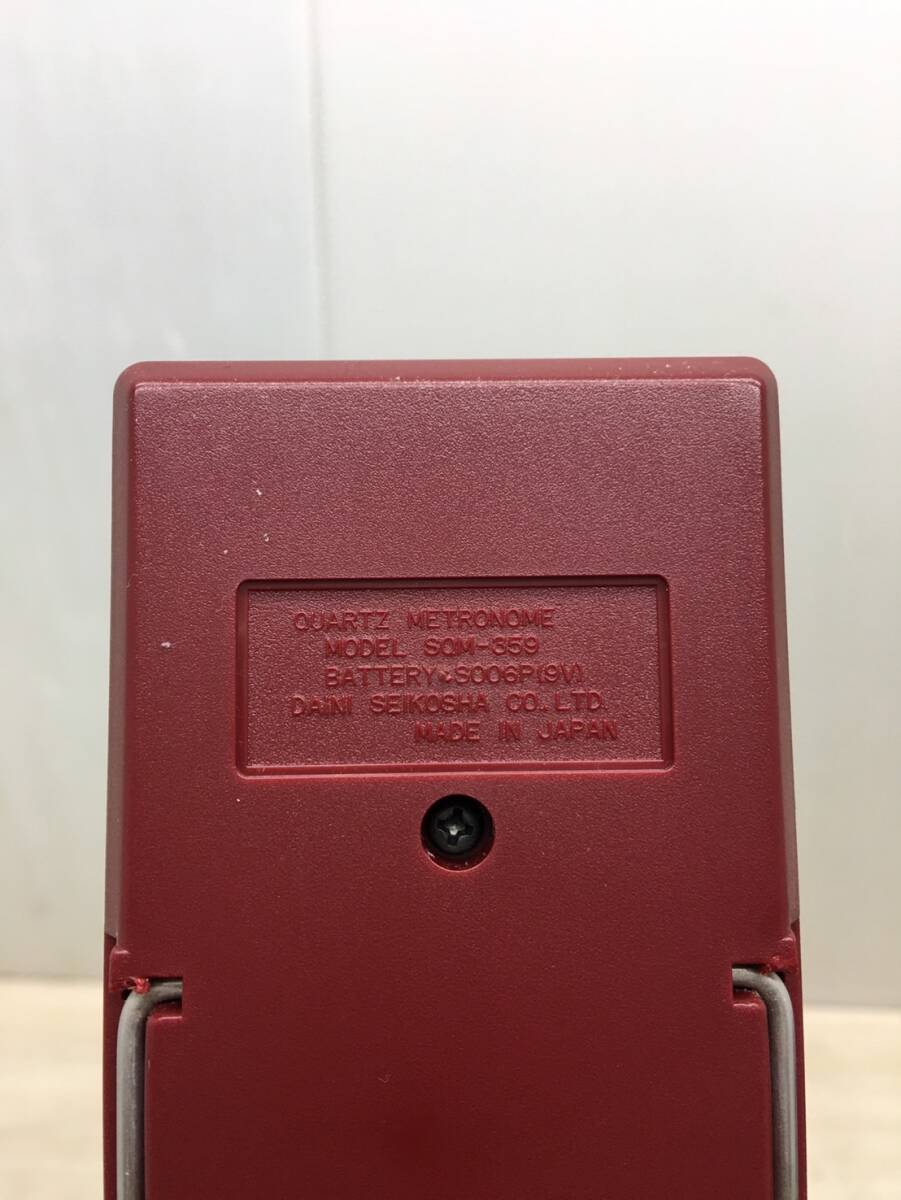 QUARTZ METRONOME
MODEL SQM-359
BATTERY : S006P(9V)
DAINI SEIKOSHA CO., LTD.
MADE IN JAPAN